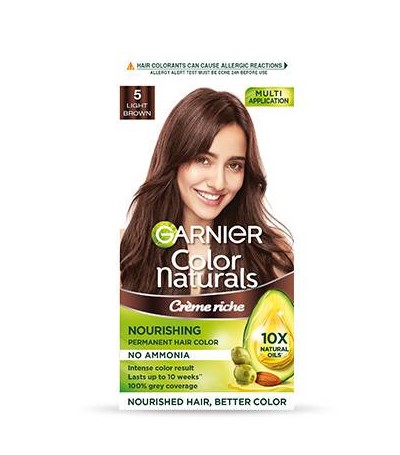 HAIR COLORANTS CAN CAUSE ALLERGIC REACTIONS
ALLERGY ALERT TEST MUST BE DONE 24H BEFORE USE
5
LIGHT
BROWN
MULTI
APPLICATION
GARNIER
Color
Naturals
Crème riche
NOURISHING
PERMANENT HAIR COLOR
NO AMMONIA
Intense color result
Lasts up to 10 weeks**
100% grey coverage
10X
NATURAL
OILS*
NOURISHED HAIR, BETTER COLOR